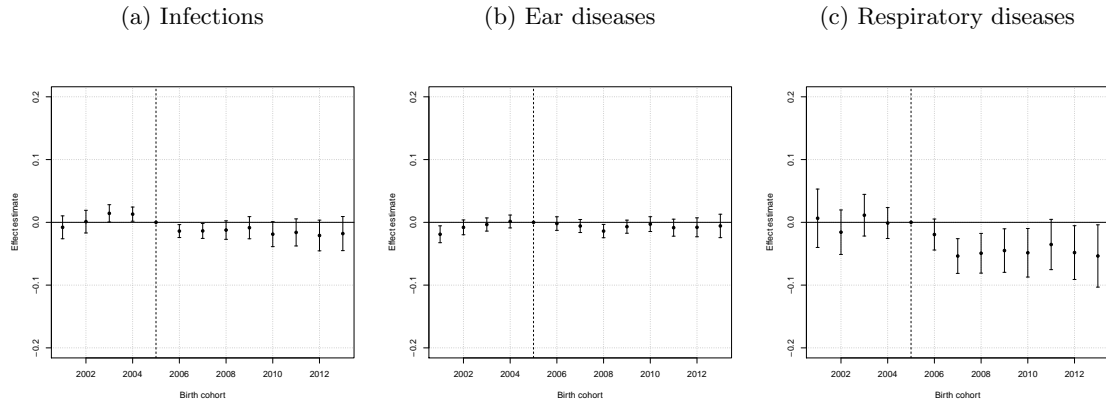 (a) Infections
(b) Ear diseases
(c) Respiratory diseases
0.2
0.1
0.0
−0.1
−0.2
Effect estimate
2002 2004 2006 2008 2010 2012
Birth cohort
0.2
0.1
0.0
−0.1
−0.2
Effect estimate
2002 2004 2006 2008 2010 2012
Birth cohort
0.2
0.1
0.0
−0.1
−0.2
Effect estimate
2002 2004 2006 2008 2010 2012
Birth cohort